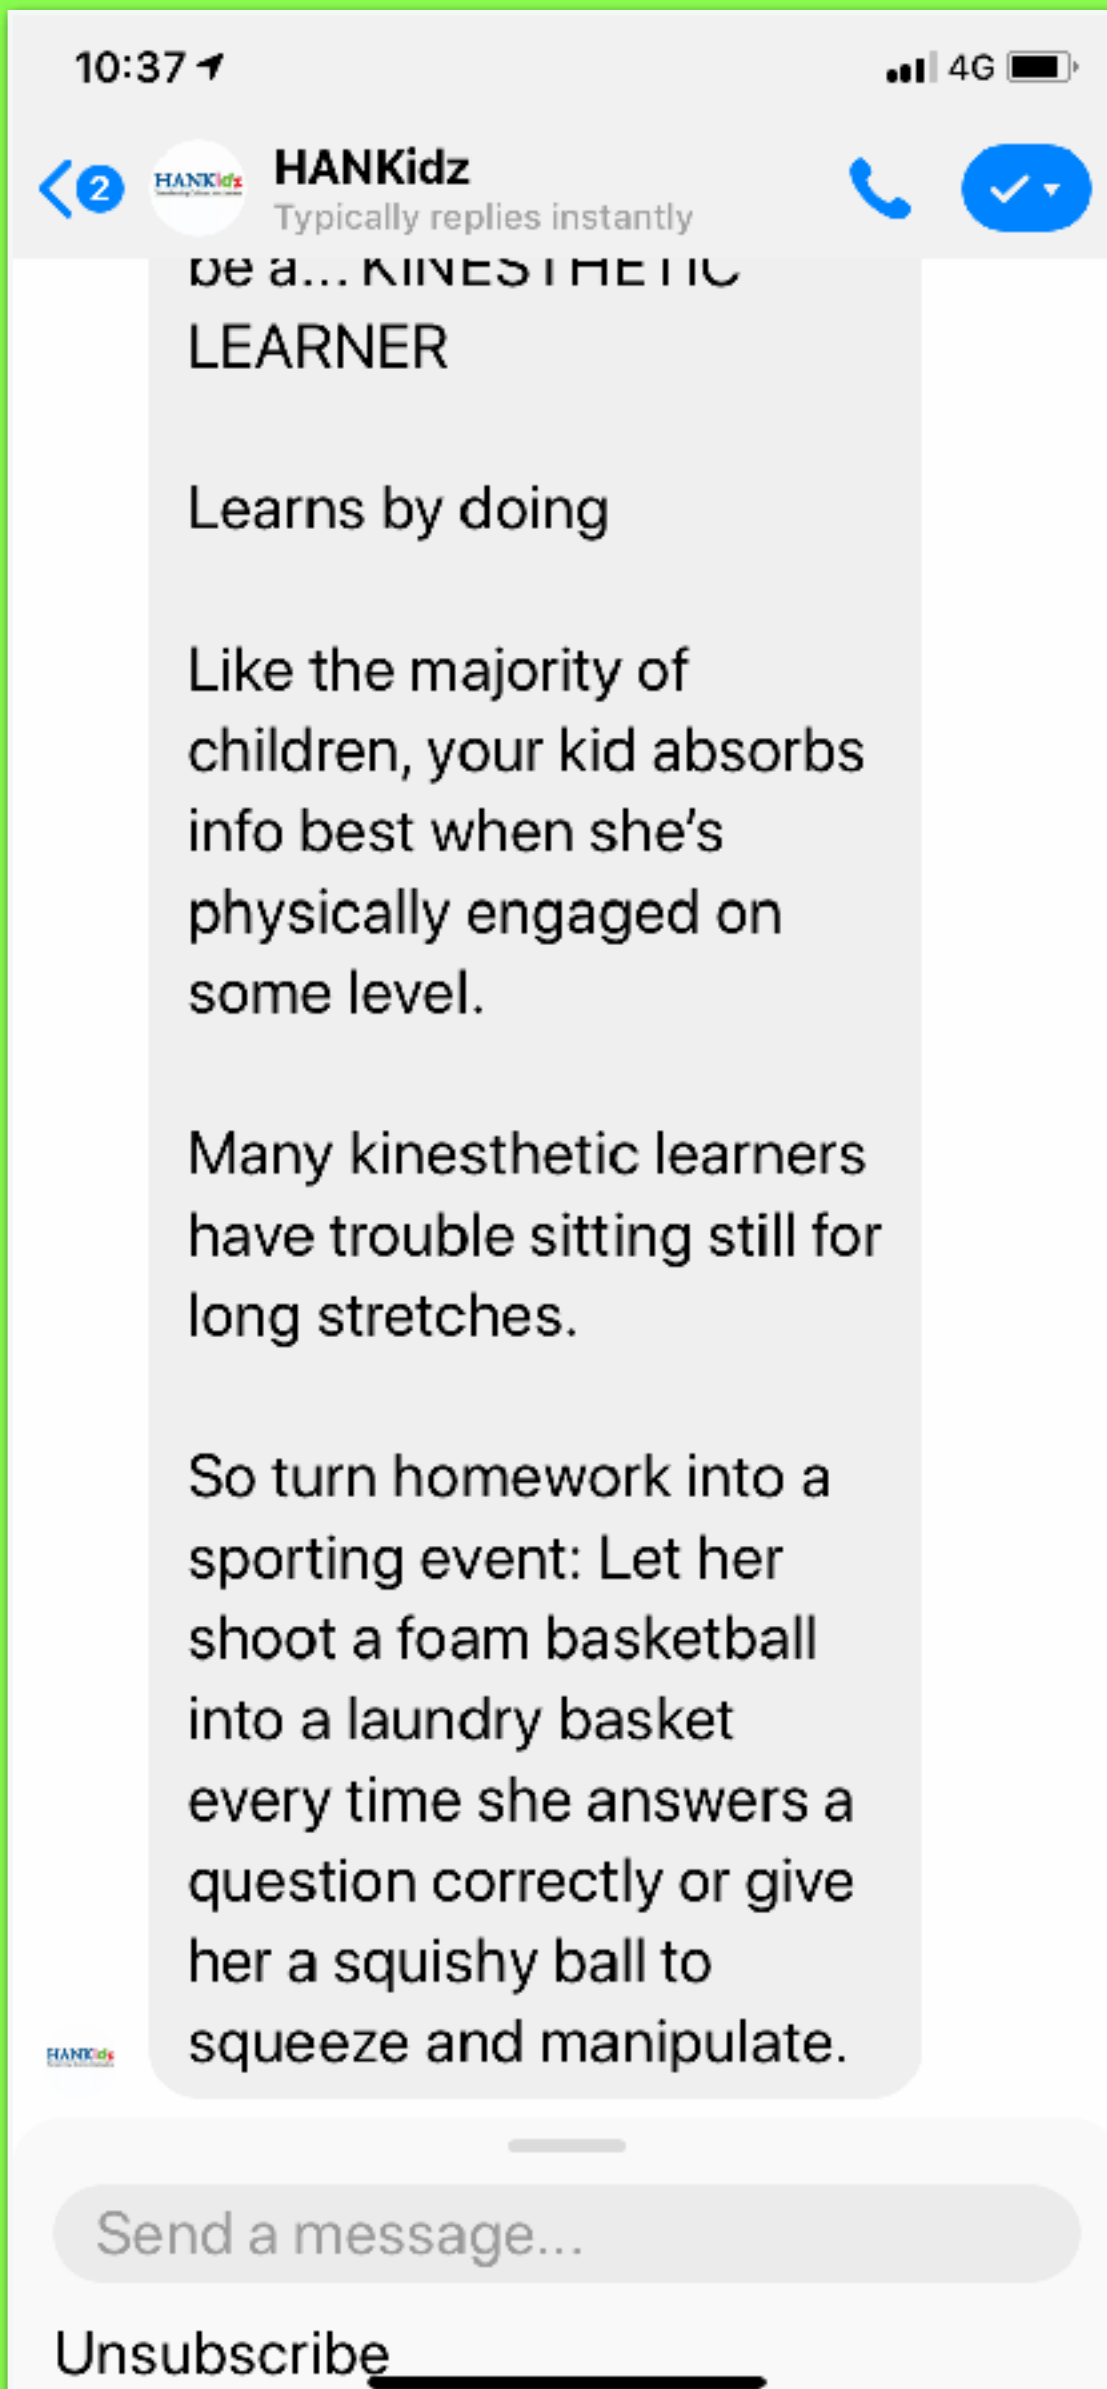 10:37
4G
2
HANKidz
HANKidz
Typically replies instantly
be a... KINESTHETIC
LEARNER
Learns by doing
Like the majority of
children, your kid absorbs
info best when she's
physically engaged on
some level.
Many kinesthetic learners
have trouble sitting still for
long stretches.
So turn homework into a
sporting event: Let her
shoot a foam basketball
into a laundry basket
every time she answers a
question correctly or give
her a squishy ball to
squeeze and manipulate.
HANKidz
Send a message...
Unsubscribe